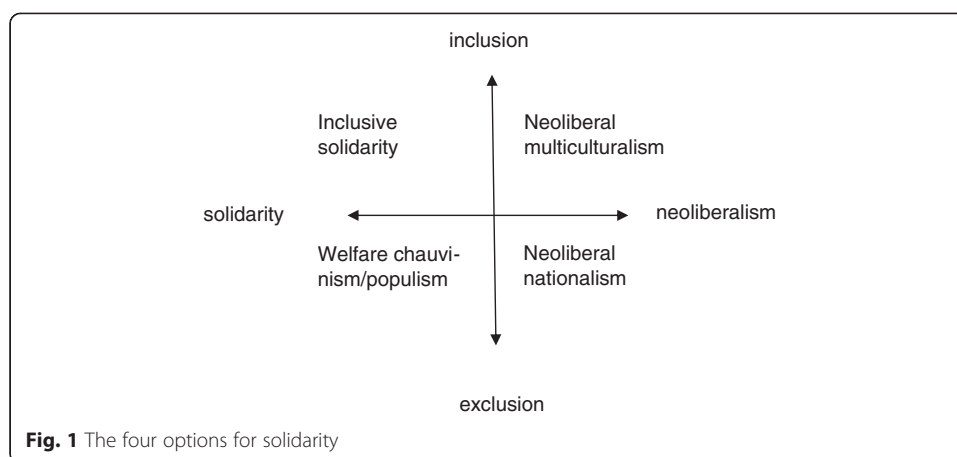 inclusion
Inclusive
solidarity
Neoliberal
multiculturalism
solidarity
neoliberalism
Welfare chauvi-
nism/populism
Neoliberal
nationalism
exclusion
Fig. 1 The four options for solidarity